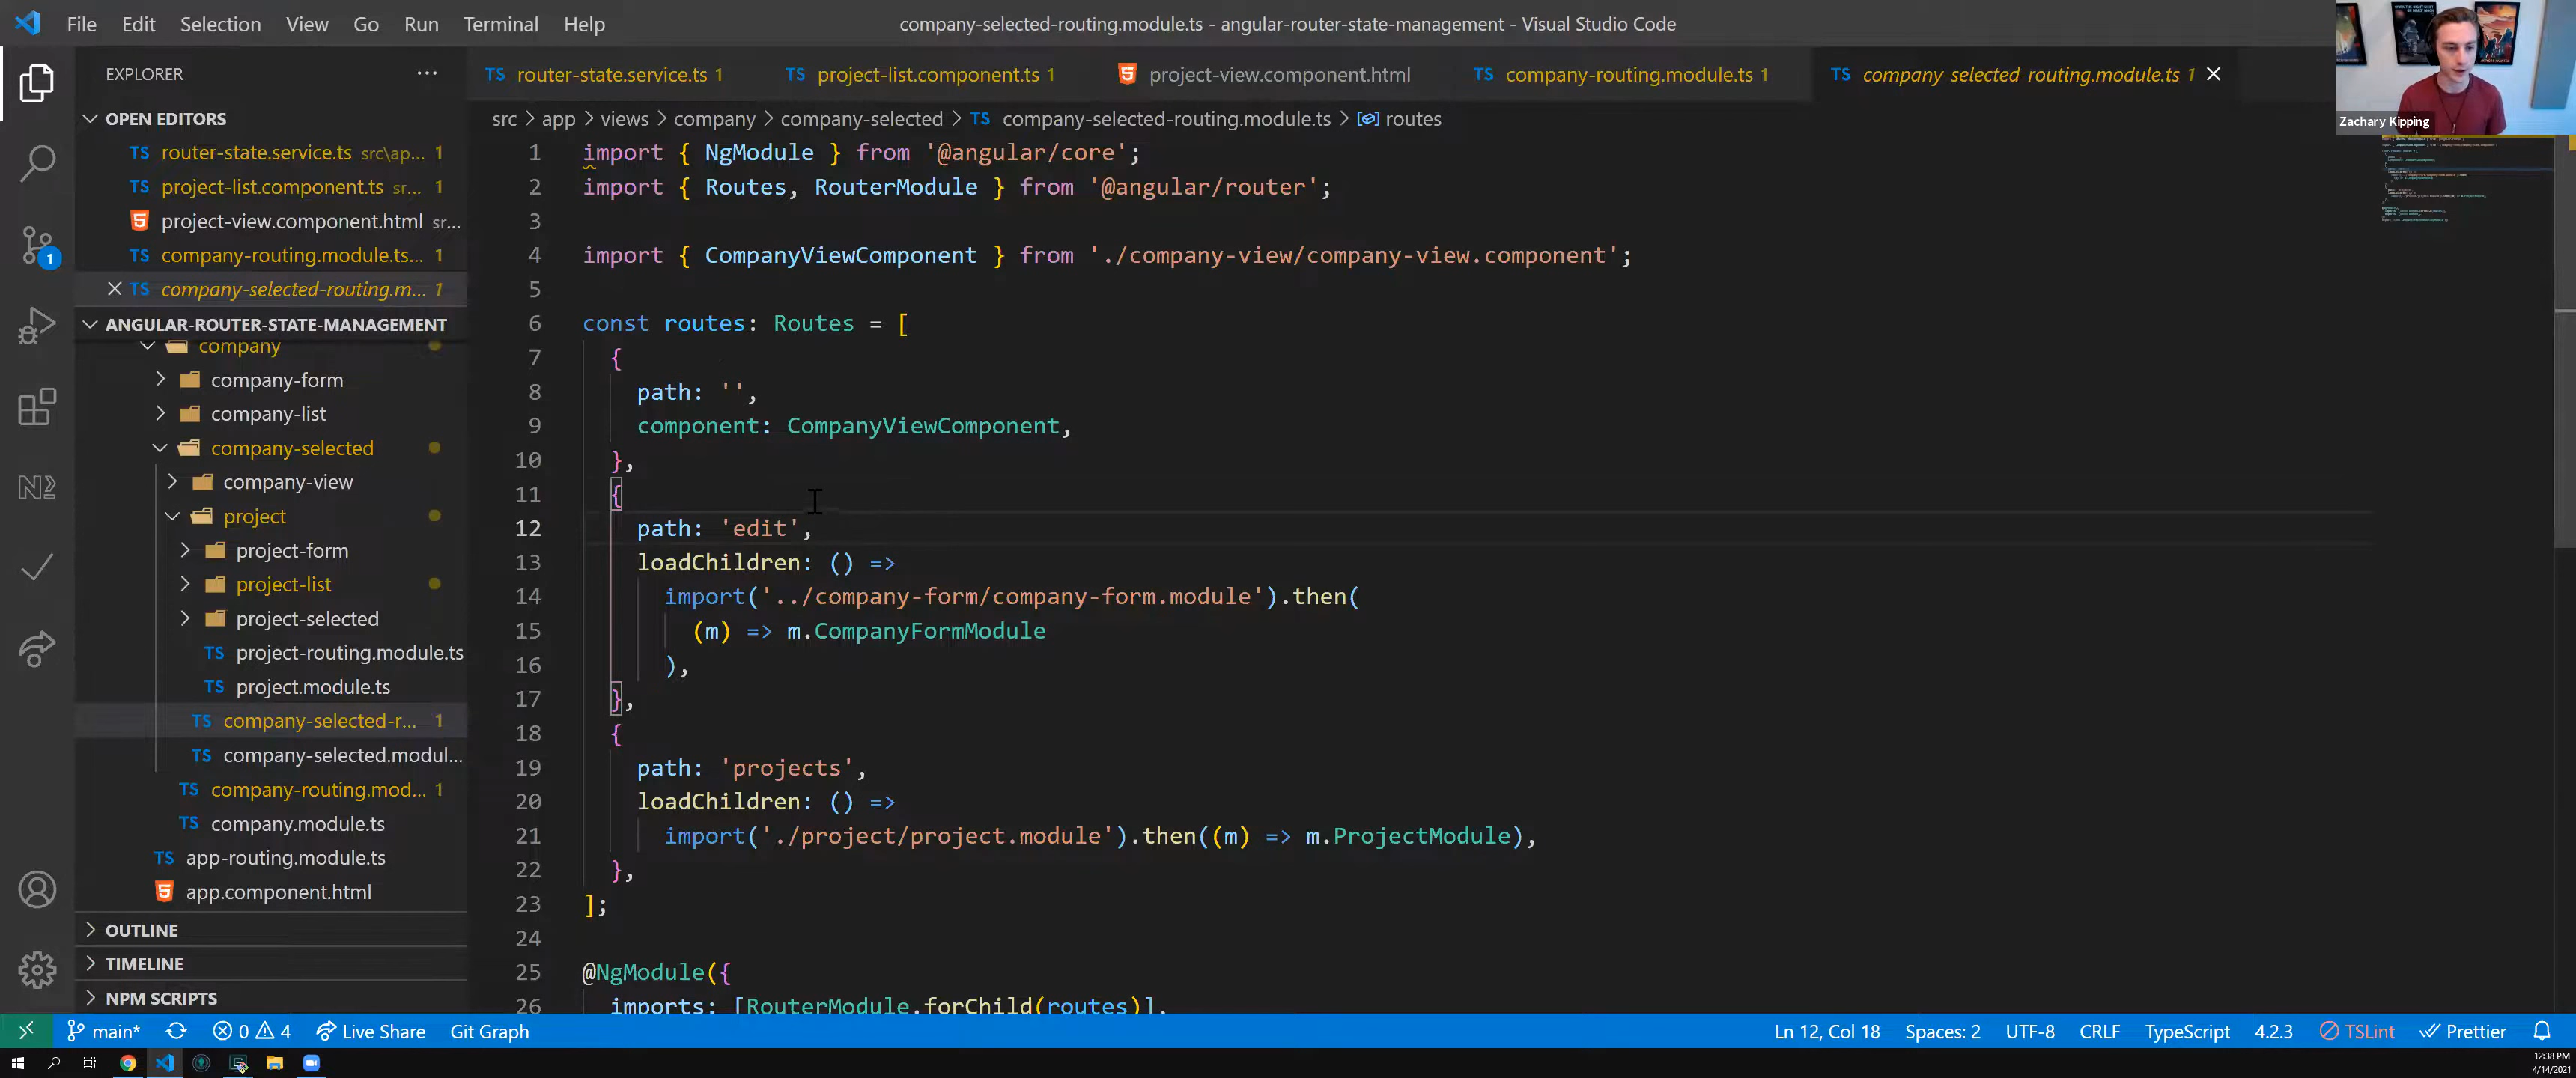 File Edit Selection View Go Run Terminal Help
company-selected-routing.module.ts - angular-router-state-management - Visual Studio Code
EXPLORER ···
TS router-state.service.ts 1
TS project-list.component.ts 1
project-view.component.html
TS company-routing.module.ts 1
TS company-selected-routing.module.ts 1
Zachary Kipping
OPEN EDITORS
TS router-state.service.ts src\ap... 1
TS project-list.component.ts sr... 1
project-view.component.html sr...
TS company-routing.module.ts... 1
TS company-selected-routing.m... 1
ANGULAR-ROUTER-STATE-MANAGEMENT
company
company-form
company-list
company-selected
company-view
project
project-form
project-list
project-selected
TS project-routing.module.ts
TS project.module.ts
TS company-selected-r... 1
TS company-selected.modul...
TS company-routing.mod... 1
TS company.module.ts
TS app-routing.module.ts
app.component.html
OUTLINE
TIMELINE
NPM SCRIPTS
1
src > app > views > company > company-selected > TS company-selected-routing.module.ts > routes
1 import { NgModule } from '@angular/core';
2 import { Routes, RouterModule } from '@angular/router';
3
4 import { CompanyViewComponent } from './company-view/company-view.component';
5
6 const routes: Routes = [
7 {
8 path: '',
9 component: CompanyViewComponent,
10 },
11 {
12 path: 'edit',
13 loadChildren: () =>
14 import('../company-form/company-form.module').then(
15 (m) => m.CompanyFormModule
16 ),
17 },
18 {
19 path: 'projects',
20 loadChildren: () =>
21 import('./project/project.module').then((m) => m.ProjectModule),
22 },
23 ];
24
25 @NgModule({
26 imports: [RouterModule.forChild(routes)],
main* 0 4 Live Share Git Graph
Ln 12, Col 18 Spaces: 2 UTF-8 CRLF TypeScript 4.2.3 TSLint Prettier
12:38 PM
4/14/2021